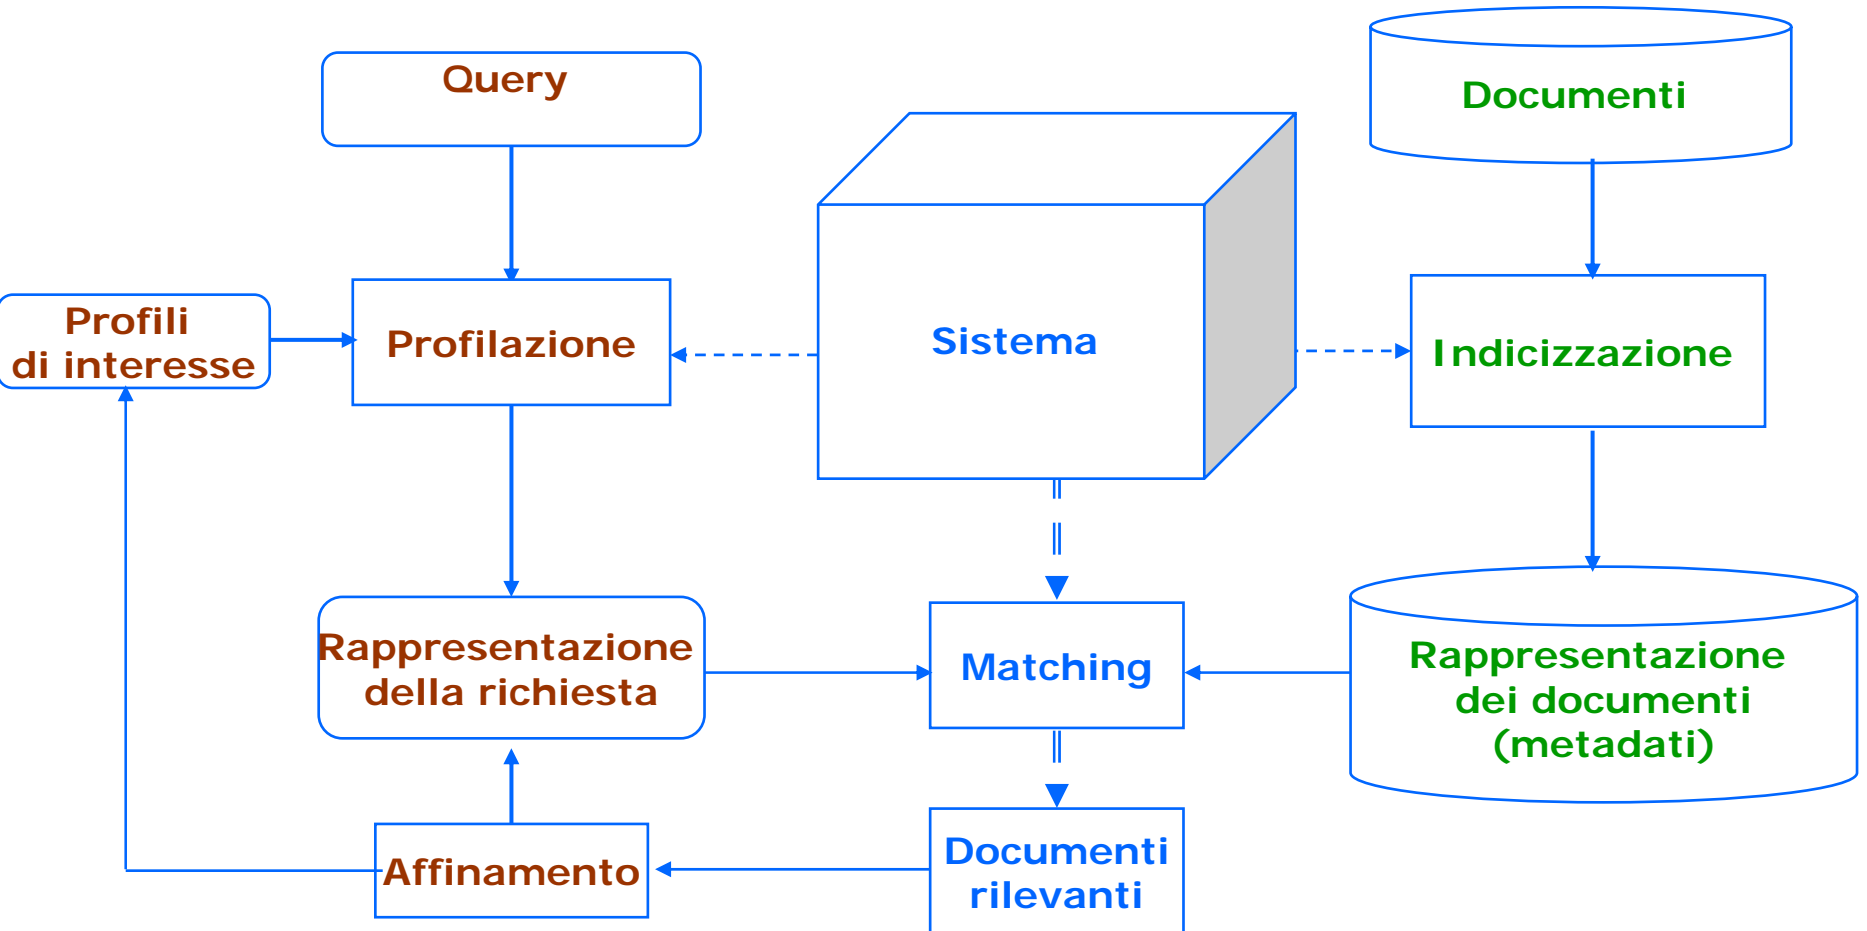 Query
Documenti
Profili
di interesse
Profilazione
Sistema
Indicizzazione
Rappresentazione
della richiesta
Matching
Rappresentazione
dei documenti
(metadati)
Affinamento
Documenti
rilevanti